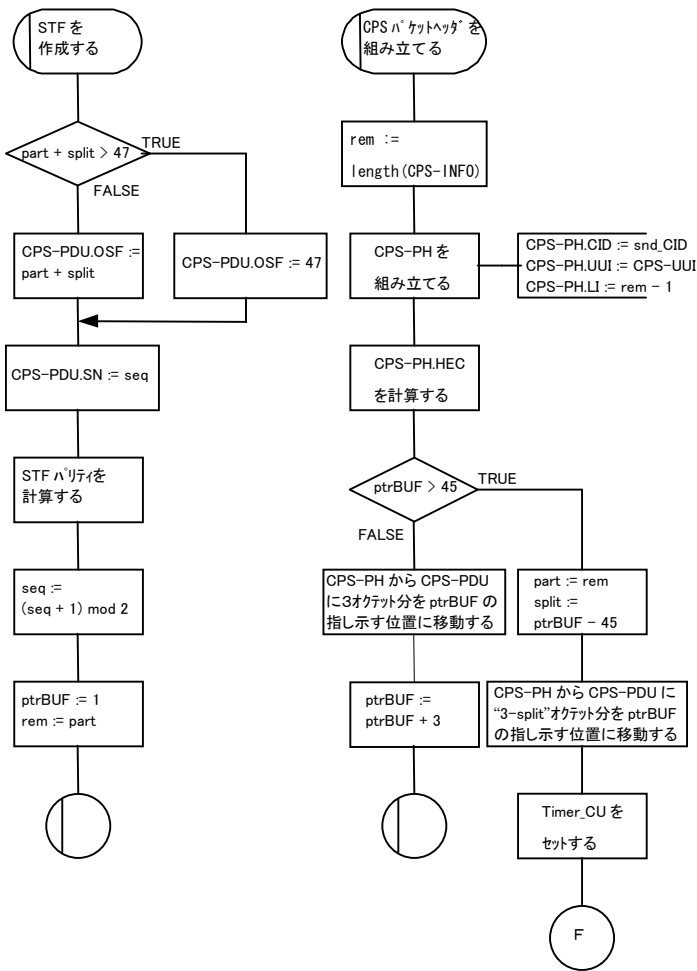 STF を
作成する
part + split > 47
TRUE
FALSE
CPS-PDU.OSF :=
part + split
CPS-PDU.OSF := 47
CPS-PDU.SN := seq
STF パリティを
計算する
seq :=
(seq + 1) mod 2
ptrBUF := 1
rem := part
CPS パケットヘッダを
組み立てる
rem :=
length(CPS-INFO)
CPS-PH を
組み立てる
CPS-PH.CID := snd_CID
CPS-PH.UUI := CPS-UUI
CPS-PH.LI := rem - 1
CPS-PH.HEC
を計算する
ptrBUF > 45
TRUE
FALSE
CPS-PH から CPS-PDU
に3オクテット分を ptrBUF の
指し示す位置に移動する
ptrBUF :=
ptrBUF + 3
part := rem
split :=
ptrBUF - 45
CPS-PH から CPS-PDU に
“3-split”オクテット分を ptrBUF
の指し示す位置に移動する
Timer_CU を
セットする
F